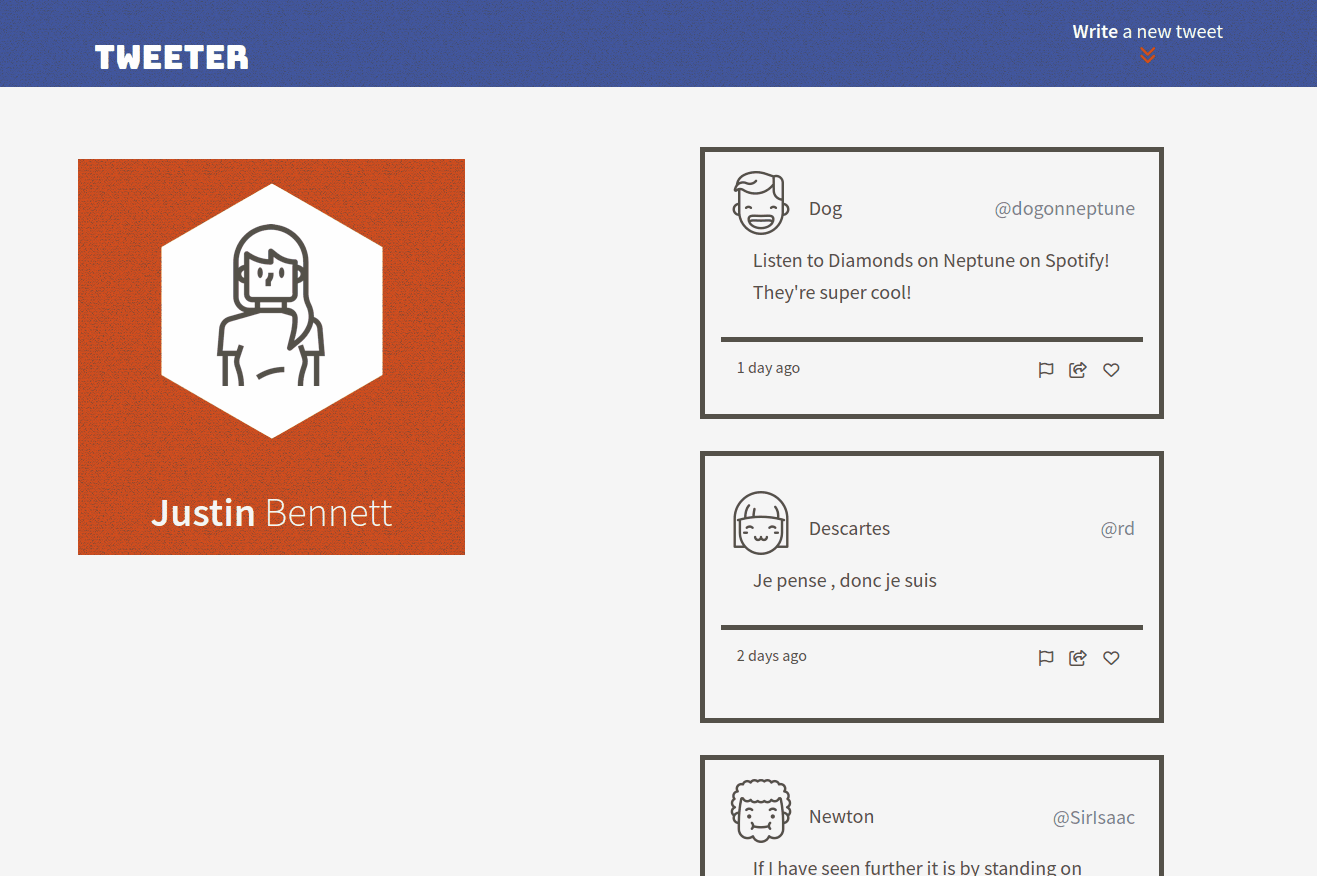 TWEETER
Write a new tweet
Justin Bennett
Dog @dogonneptune
Listen to Diamonds on Neptune on Spotify!
They're super cool!
1 day ago
Descartes @rd
Je pense , donc je suis
2 days ago
Newton @SirIsaac
If I have seen further it is by standing on